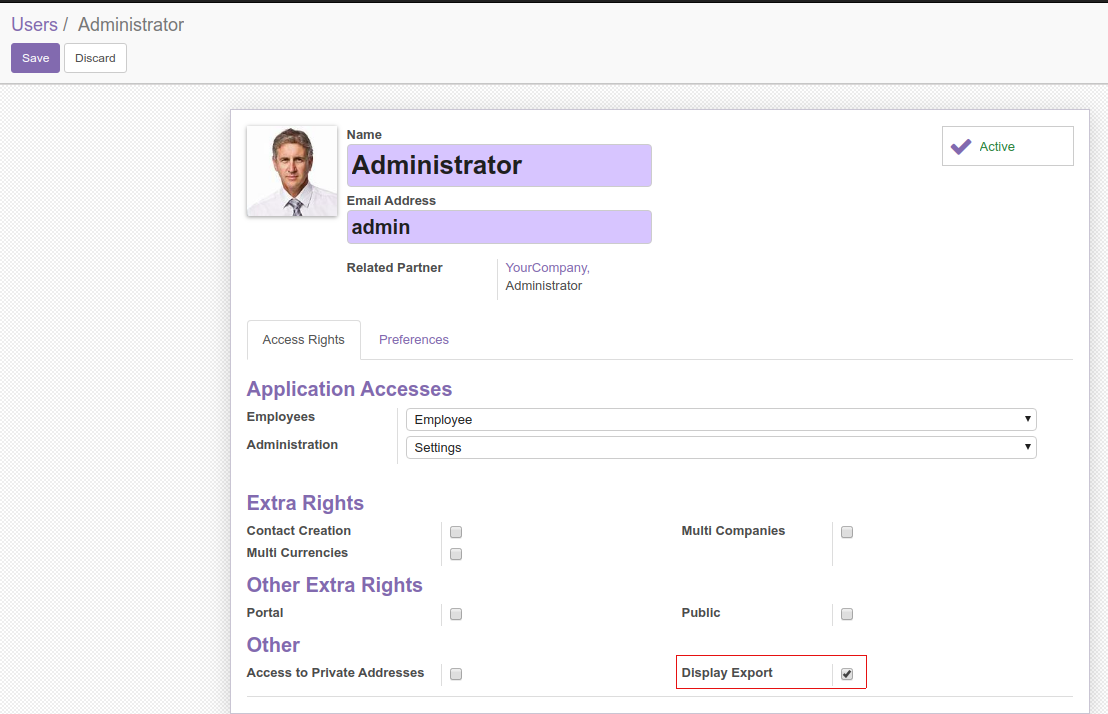 Users / Administrator
Save Discard
Name
Administrator
Active
Email Address
admin
Related Partner YourCompany,
Administrator
Access Rights Preferences
Application Accesses
Employees Employee
Administration Settings
Extra Rights
Contact Creation Multi Companies
Multi Currencies
Other Extra Rights
Portal Public
Other
Access to Private Addresses Display Export